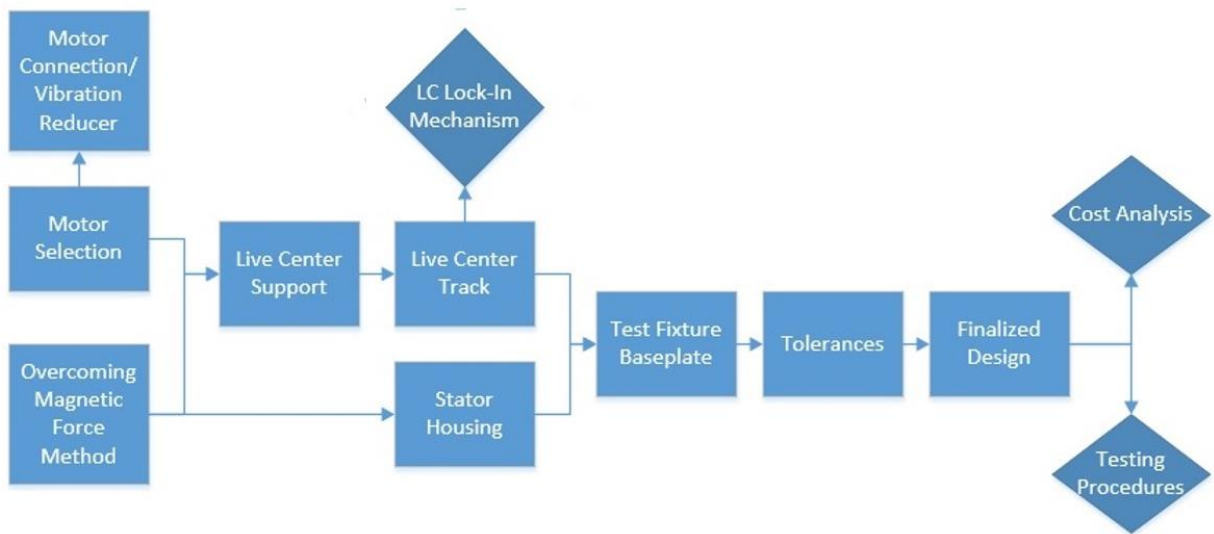 Motor
Connection/
Vibration
Reducer
LC Lock-In
Mechanism
Motor
Selection
Live Center
Support
Live Center
Track
Cost Analysis
Overcoming
Magnetic
Force
Method
Stator
Housing
Test Fixture
Baseplate
Tolerances
Finalized
Design
Testing
Procedures